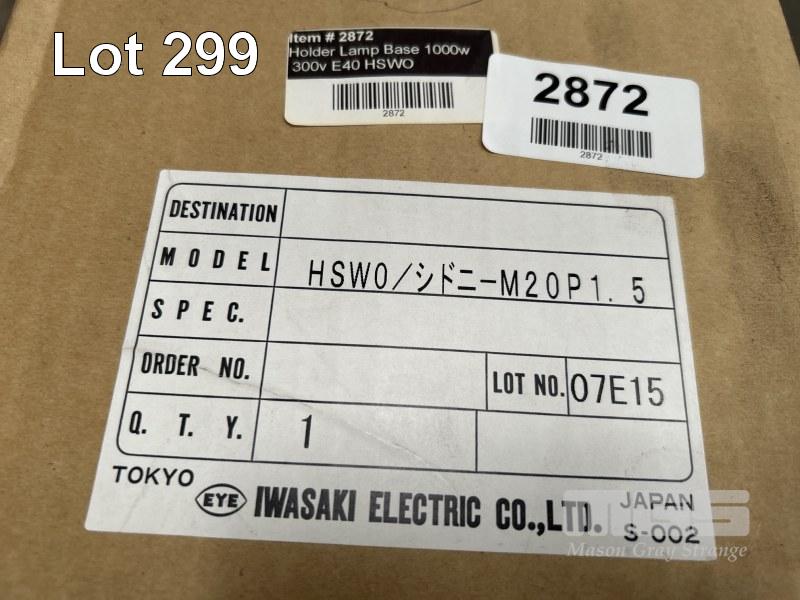 Lot 299
Item # 2872
Holder Lamp Base 1000w
300v E40 HSWO
2872
2872
2872
DESTINATION
MODEL HSWO/シドニーM20P1.5
SPEC.
ORDER NO. LOT NO. 07E15
Q. T. Y. 1
TOKYO EYE IWASAKI ELECTRIC CO.,LTD. JAPAN
S-002
MGS
Mason Gray Strange